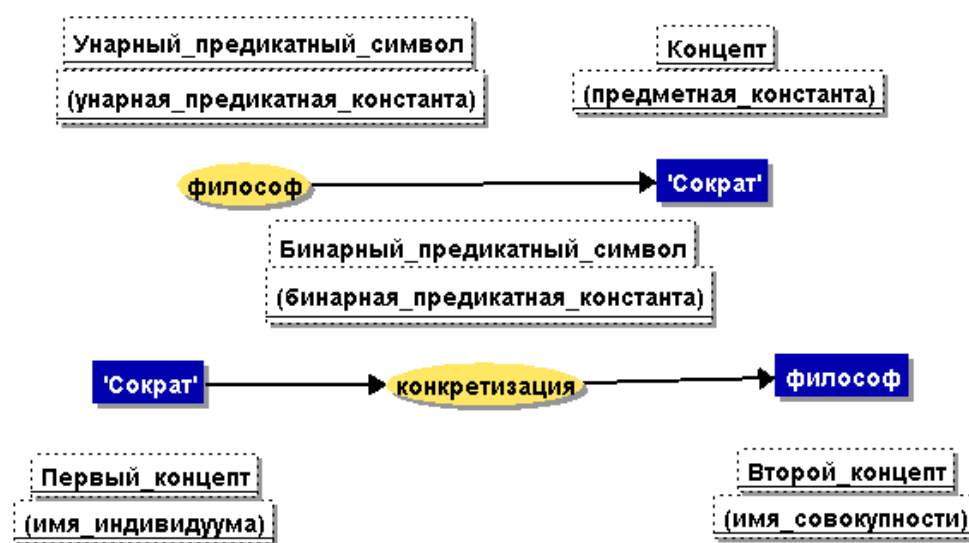 Унарный_предикатный_символ
(унарная_предикатная_константа)
Концепт
(предметная_константа)
философ
'Сократ'
Бинарный_предикатный_символ
(бинарная_предикатная_константа)
'Сократ'
конкретизация
философ
Первый_концепт
(имя_индивидуума)
Второй_концепт
(имя_совокупности)